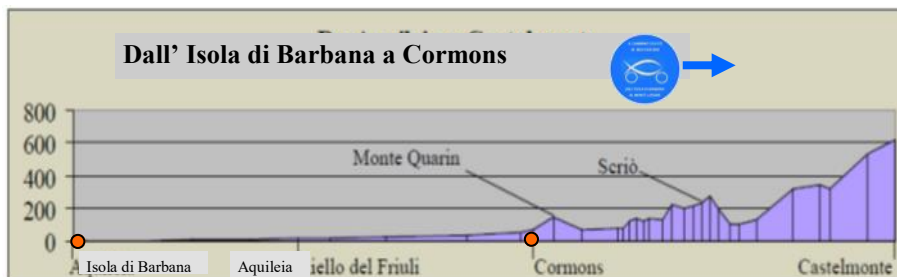 Dall’ Isola di Barbana a Cormons
800
600
400
200
0
Monte Quarin
Scriò
Isola di Barbana
Aquileia
iello del Friuli
Cormons
Castelmonte